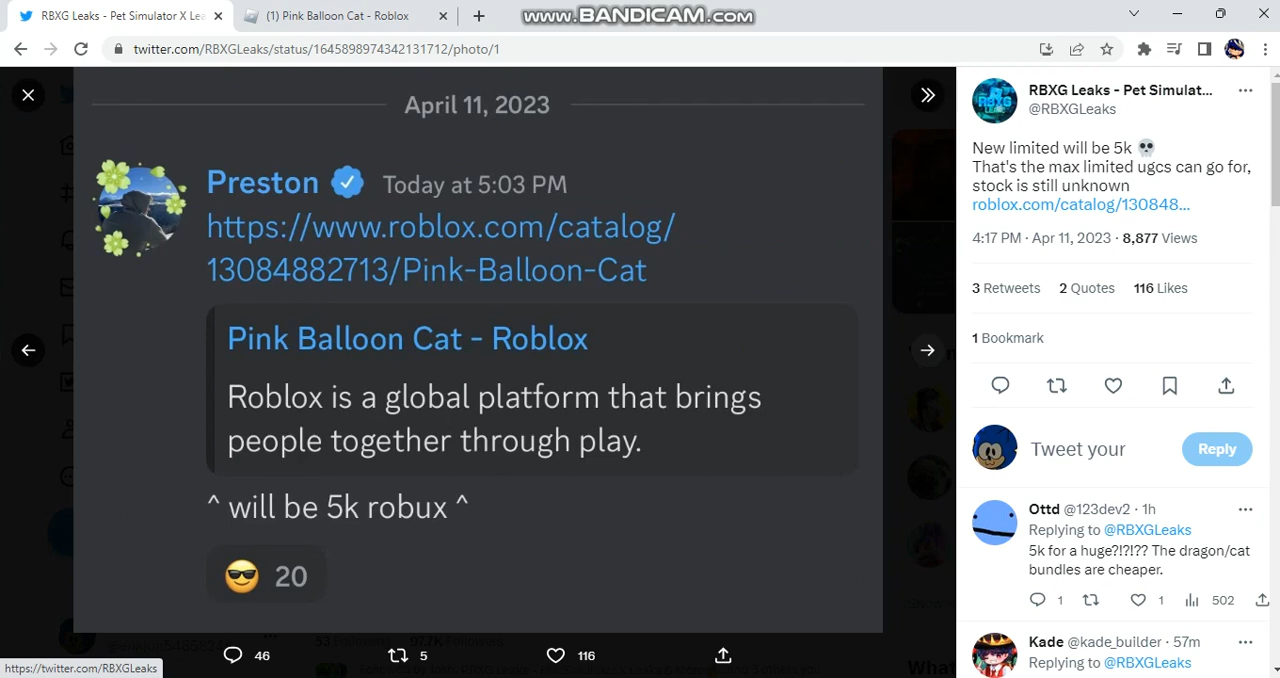 RBXG Leaks - Pet Simulator X Le
(1) Pink Balloon Cat - Roblox
www.BANDICAM.com
twitter.com/RBXGLeaks/status/1645898974342131712/photo/1
April 11, 2023
Preston Today at 5:03 PM
https://www.roblox.com/catalog/
13084882713/Pink-Balloon-Cat
Pink Balloon Cat - Roblox
Roblox is a global platform that brings
people together through play.
^ will be 5k robux ^
😎 20
46
5
116
https://twitter.com/RBXGLeaks
RBXG Leaks - Pet Simulat...
@RBXGLeaks
New limited will be 5k 💀
That's the max limited ugcs can go for,
stock is still unknown
roblox.com/catalog/130848...
4:17 PM · Apr 11, 2023 · 8,877 Views
3 Retweets 2 Quotes 116 Likes
1 Bookmark
Tweet your
Reply
Ottd @123dev2 · 1h
Replying to @RBXGLeaks
5k for a huge?!?!?? The dragon/cat
bundles are cheaper.
1 1 502
Kade @kade_builder · 57m
Replying to @RBXGLeaks